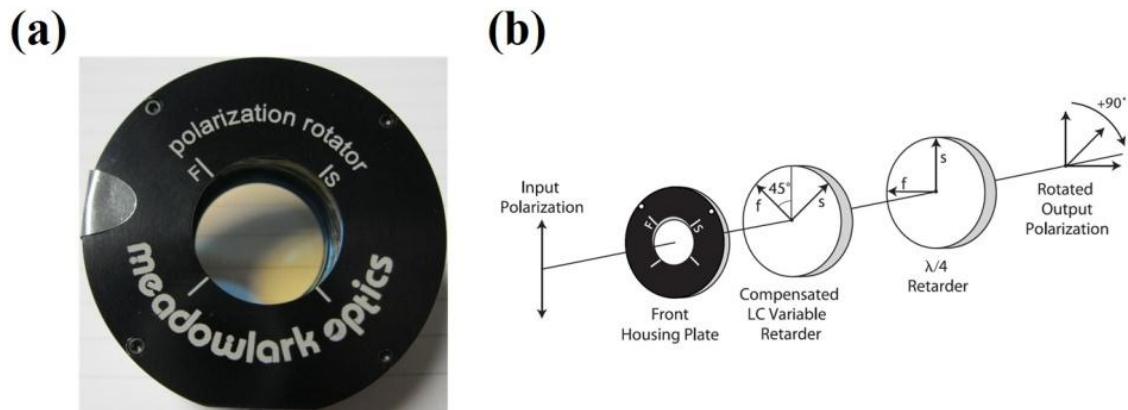 (a)
polarization rotator
F
S
meadowlark optics
(b)
Input
Polarization
F
S
Front
Housing Plate
45°
f
s
Compensated
LC Variable
Retarder
f
s
λ/4
Retarder
+90°
Rotated
Output
Polarization